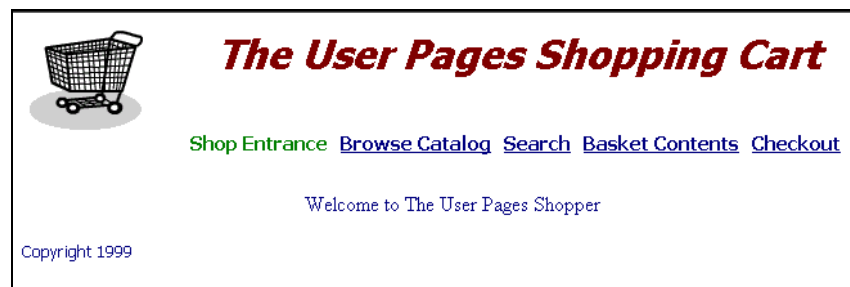 The User Pages Shopping Cart
Shop Entrance Browse Catalog Search Basket Contents Checkout
Welcome to The User Pages Shopper
Copyright 1999